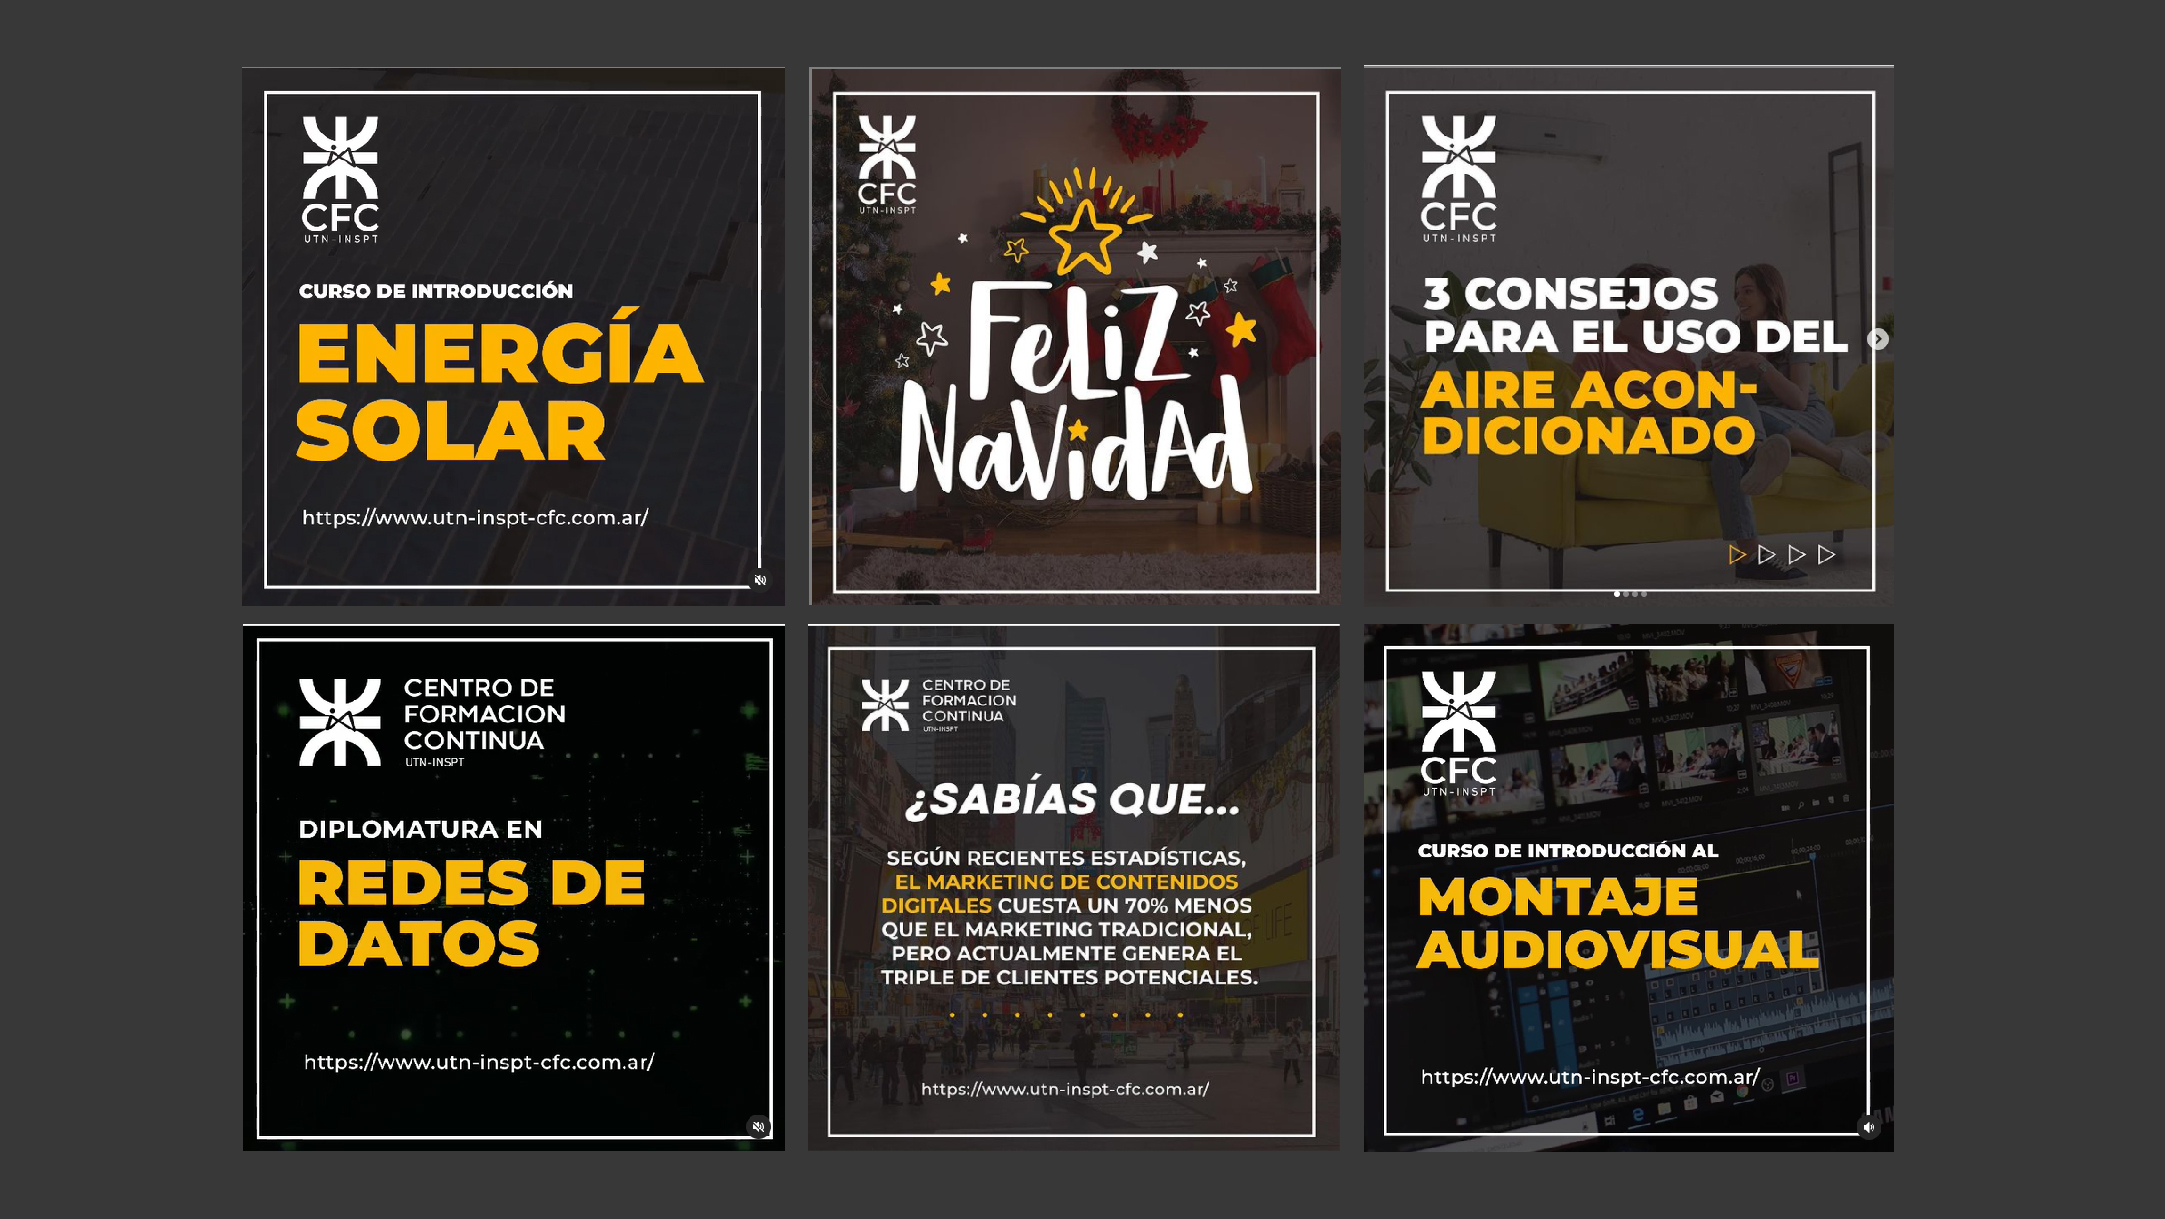 CFC
UTN-INSPT
CURSO DE INTRODUCCIÓN
ENERGÍA
SOLAR
https://www.utn-inspt-cfc.com.ar/
CFC
UTN-INSPT
FeLiZ
NaVidAd
CFC
UTN-INSPT
3 CONSEJOS
PARA EL USO DEL
AIRE ACON-
DICIONADO
CENTRO DE
FORMACION
CONTINUA
UTN-INSPT
DIPLOMATURA EN
REDES DE
DATOS
https://www.utn-inspt-cfc.com.ar/
CENTRO DE
FORMACION
CONTINUA
UTN-INSPT
¿SABÍAS QUE...
SEGÚN RECIENTES ESTADÍSTICAS,
EL MARKETING DE CONTENIDOS
DIGITALES CUESTA UN 70% MENOS
QUE EL MARKETING TRADICIONAL,
PERO ACTUALMENTE GENERA EL
TRIPLE DE CLIENTES POTENCIALES.
https://www.utn-inspt-cfc.com.ar/
CFC
UTN-INSPT
CURSO DE INTRODUCCIÓN AL
MONTAJE
AUDIOVISUAL
https://www.utn-inspt-cfc.com.ar/